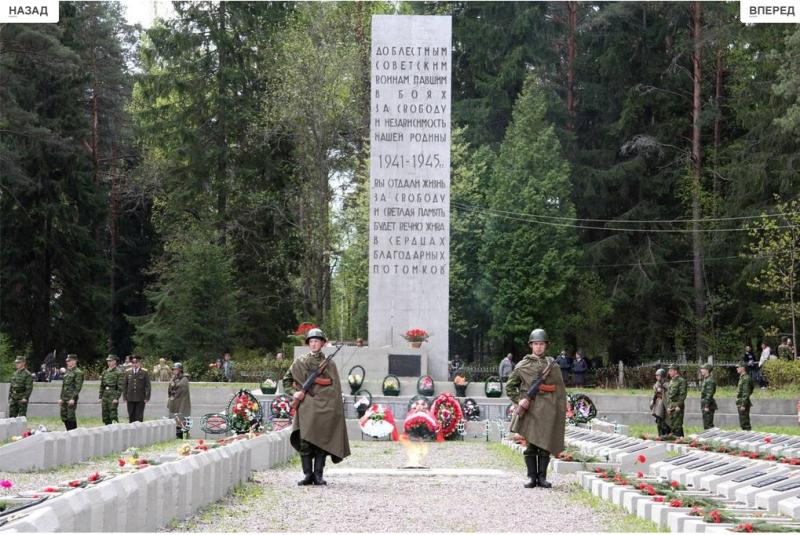 НАЗАД
ВПЕРЕД
ДОБЛЕСТНЫМ
СОВЕТСКИМ
ВОИНАМ, ПАВШИМ
В БОЯХ
ЗА СВОБОДУ
И НЕЗАВИСИМОСТЬ
НАШЕЙ РОДИНЫ
1941-1945гг.
ВЫ ОТДАЛИ ЖИЗНЬ
ЗА СВОБОДУ
И СВЕТЛАЯ ПАМЯТЬ
БУДЕТ ВЕЧНО ЖИВА
В СЕРДЦАХ
БЛАГОДАРНЫХ
ПОТОМКОВ